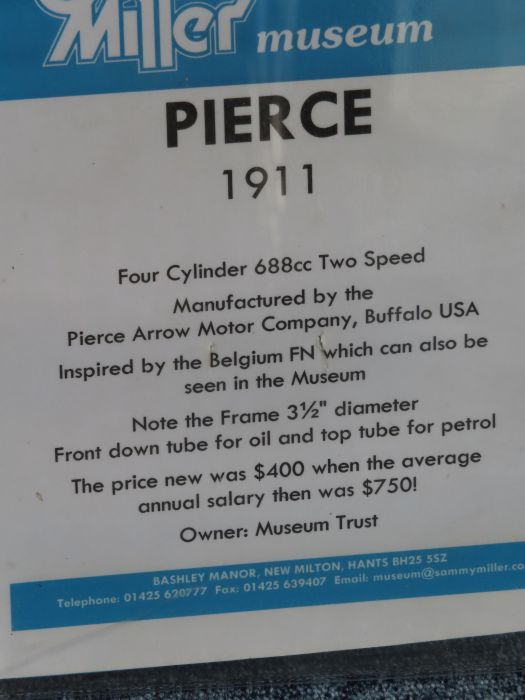 Miller museum
PIERCE
1911
Four Cylinder 688cc Two Speed
Manufactured by the
Pierce Arrow Motor Company, Buffalo USA
Inspired by the Belgium FN which can also be
seen in the Museum
Note the Frame 3½" diameter
Front down tube for oil and top tube for petrol
The price new was $400 when the average
annual salary then was $750!
Owner: Museum Trust
BASHLEY MANOR, NEW MILTON, HANTS BH25 5SZ
Telephone: 01425 620777 Fax: 01425 639407 Email: museum@sammymiller.co